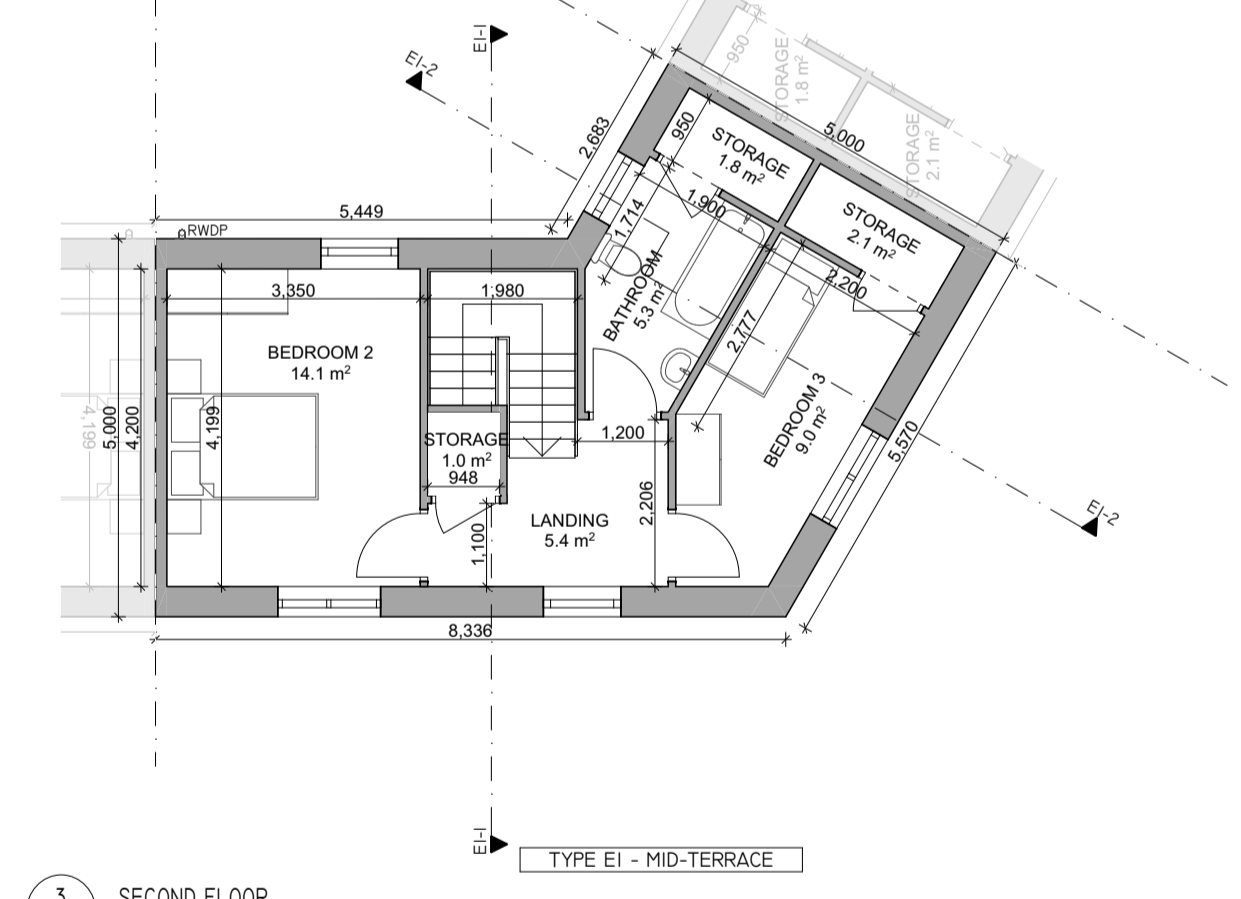 EI-1
EI-2
950
STORAGE
1.8 m²
STORAGE
2.1 m²
5,000
2,683
950
STORAGE
1.8 m²
STORAGE
2.1 m²
5,449
RWDP
1,714
1,900
2,200
BATHROOM
5.3 m²
3,350
1,980
2,777
BEDROOM 2
14.1 m²
BEDROOM 3
9.0 m²
4,199
5,000
4,200
4,199
STORAGE
1.0 m²
948
1,200
5,570
LANDING
5.4 m²
2,206
1,100
EI-2
8,336
EI-1
TYPE EI - MID-TERRACE
3
SECOND FLOOR